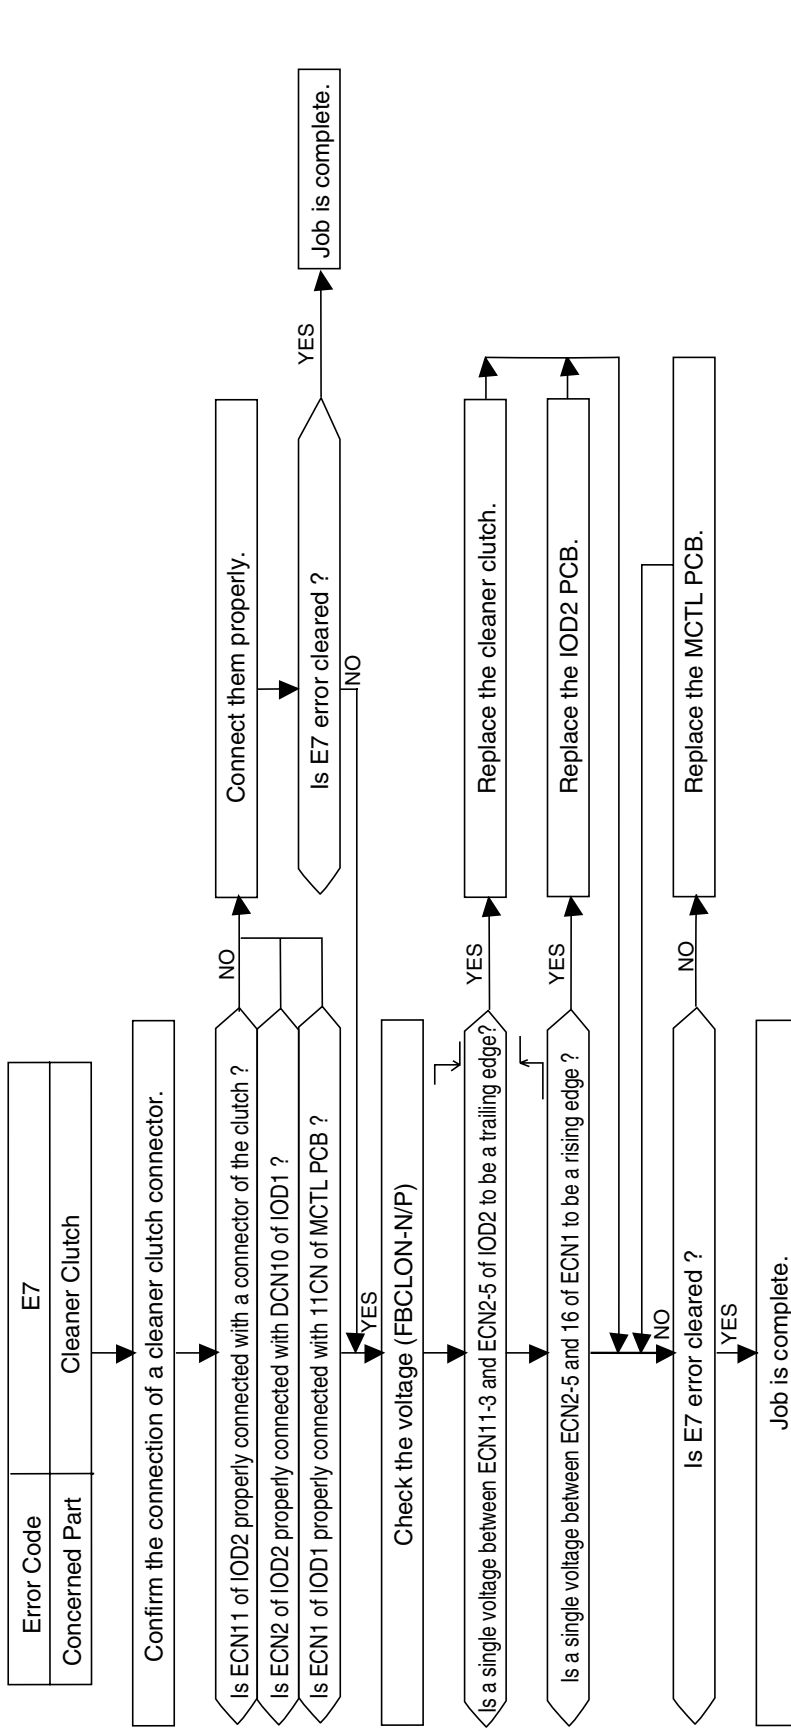 Error Code E7
Concerned Part Cleaner Clutch
Confirm the connection of a cleaner clutch connector.
Is ECN11 of IOD2 properly connected with a connector of the clutch ?
NO
Connect them properly.
Is ECN2 of IOD2 properly connected with DCN10 of IOD1 ?
Is ECN1 of IOD1 properly connected with 11CN of MCTL PCB ?
Is E7 error cleared ?
YES
Job is complete.
NO
YES
Check the voltage (FBCLON-N/P)
Is a single voltage between ECN11-3 and ECN2-5 of IOD2 to be a trailing edge?
YES
Replace the cleaner clutch.
Is a single voltage between ECN2-5 and 16 of ECN1 to be a rising edge ?
YES
Replace the IOD2 PCB.
NO
Is E7 error cleared ?
NO
Replace the MCTL PCB.
YES
Job is complete.